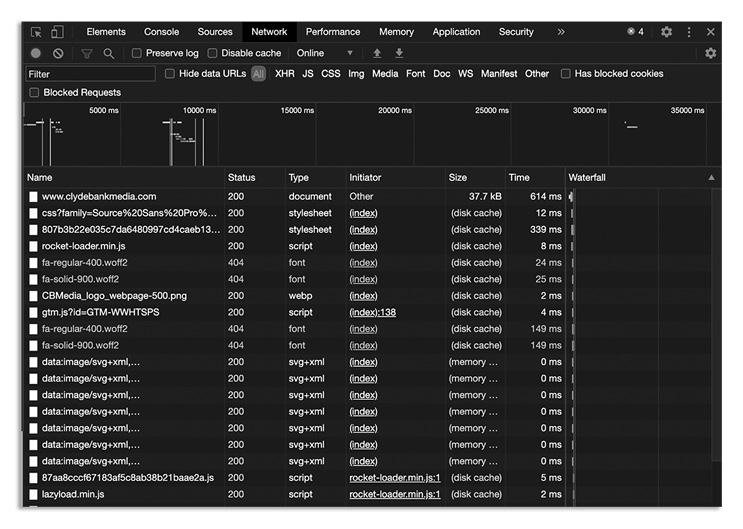 Elements Console Sources Network Performance Memory Application Security » 4
Preserve log Disable cache Online
Filter Hide data URLs All XHR JS CSS Img Media Font Doc WS Manifest Other Has blocked cookies
Blocked Requests
5000 ms 10000 ms 15000 ms 20000 ms 25000 ms 30000 ms 35000 ms
Name Status Type Initiator Size Time Waterfall
www.clydebankmedia.com 200 document Other 37.7 kB 614 ms
css?family=Source%20Sans%20Pro%... 200 stylesheet (index) (disk cache) 12 ms
807b3b22e035c7da6480997cd4caeb13... 200 stylesheet (index) (disk cache) 339 ms
rocket-loader.min.js 200 script (index) (disk cache) 8 ms
fa-regular-400.woff2 404 font (index) (disk cache) 24 ms
fa-solid-900.woff2 404 font (index) (disk cache) 25 ms
CBMedia_logo_webpage-500.png 200 webp (index) (disk cache) 2 ms
gtm.js?id=GTM-WWHTSPS 200 script (index):138 (disk cache) 4 ms
fa-regular-400.woff2 404 font (index) (disk cache) 149 ms
fa-solid-900.woff2 404 font (index) (disk cache) 149 ms
data:image/svg+xml,... 200 svg+xml (index) (memory ... 0 ms
data:image/svg+xml,... 200 svg+xml (index) (memory ... 0 ms
data:image/svg+xml,... 200 svg+xml (index) (memory ... 0 ms
data:image/svg+xml,... 200 svg+xml (index) (memory ... 0 ms
data:image/svg+xml,... 200 svg+xml (index) (memory ... 0 ms
data:image/svg+xml,... 200 svg+xml (index) (memory ... 0 ms
data:image/svg+xml,... 200 svg+xml (index) (memory ... 0 ms
87aa8cccf67183af5c8ab38b21baae2a.js 200 script rocket-loader.min.js:1 (disk cache) 5 ms
lazyload.min.js 200 script rocket-loader.min.js:1 (disk cache) 2 ms